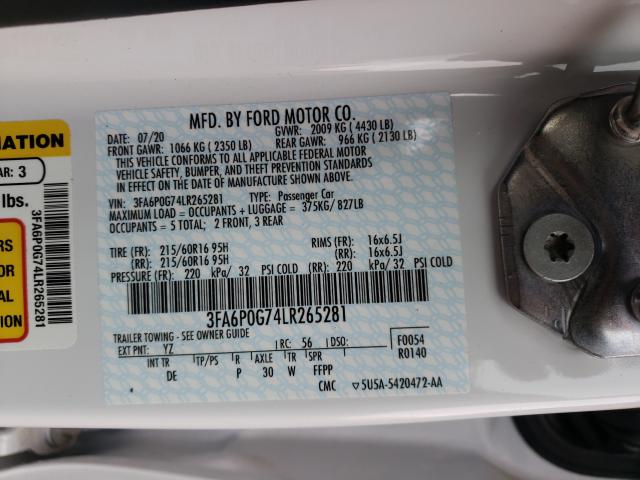 MFD. BY FORD MOTOR CO.
DATE: 07/20 GVWR: 2009 KG ( 4430 LB)
FRONT GAWR: 1066 KG ( 2350 LB) REAR GAWR: 966 KG ( 2130 LB)
THIS VEHICLE CONFORMS TO ALL APPLICABLE FEDERAL MOTOR
VEHICLE SAFETY, BUMPER, AND THEFT PREVENTION STANDARDS
IN EFFECT ON THE DATE OF MANUFACTURE SHOWN ABOVE.
VIN: 3FA6P0G74LR265281 TYPE: Passenger Car
MAXIMUM LOAD = OCCUPANTS + LUGGAGE = 375KG/ 827LB
OCCUPANTS = 5 TOTAL; 2 FRONT, 3 REAR
TIRE (FR): 215/60R16 95H RIMS (FR): 16x6.5J
(RR): 215/60R16 95H (RR): 16x6.5J
PRESSURE (FR): 220 kPa/ 32 PSI COLD (RR): 220 kPa/ 32 PSI COLD
3FA6P0G74LR265281
TRAILER TOWING - SEE OWNER GUIDE
EXT PNT: YZ RC: 56 DSO: F0054
R0140
INT TR TP/PS R AXLE TR SPR
DE P 30 W FFPP
CMC ▽5U5A-5420472-AA
MATION
AR: 3
lbs.
RS
OR
RS
3FA6P0G74LR265281